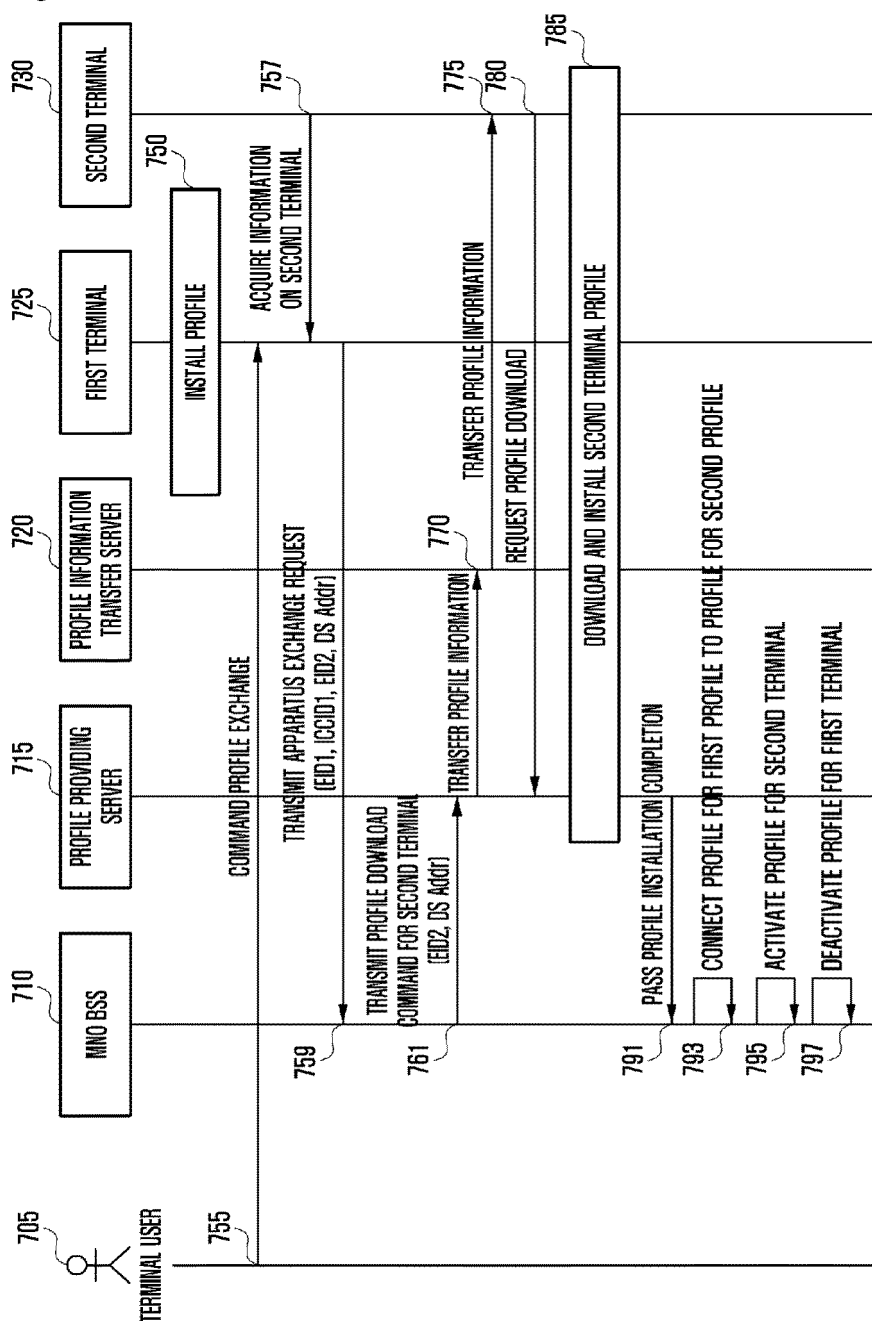 705
TERMINAL USER
710
MNO BSS
715
PROFILE PROVIDING
SERVER
720
PROFILE INFORMATION
TRANSFER SERVER
725
FIRST TERMINAL
730
SECOND TERMINAL
750
INSTALL PROFILE
755
COMMAND PROFILE EXCHANGE
757
ACQUIRE INFORMATION
ON SECOND TERMINAL
759
TRANSMIT APPARATUS EXCHANGE REQUEST
(EID1, ICCID1, EID2, DS Addr)
761
TRANSMIT PROFILE DOWNLOAD
COMMAND FOR SECOND TERMINAL
(EID2, DS Addr)
770
TRANSFER PROFILE INFORMATION
775
TRANSFER PROFILE INFORMATION
780
REQUEST PROFILE DOWNLOAD
785
DOWNLOAD AND INSTALL SECOND TERMINAL PROFILE
791
PASS PROFILE INSTALLATION COMPLETION
793
CONNECT PROFILE FOR FIRST PROFILE TO PROFILE FOR SECOND PROFILE
795
ACTIVATE PROFILE FOR SECOND TERMINAL
797
DEACTIVATE PROFILE FOR FIRST TERMINAL